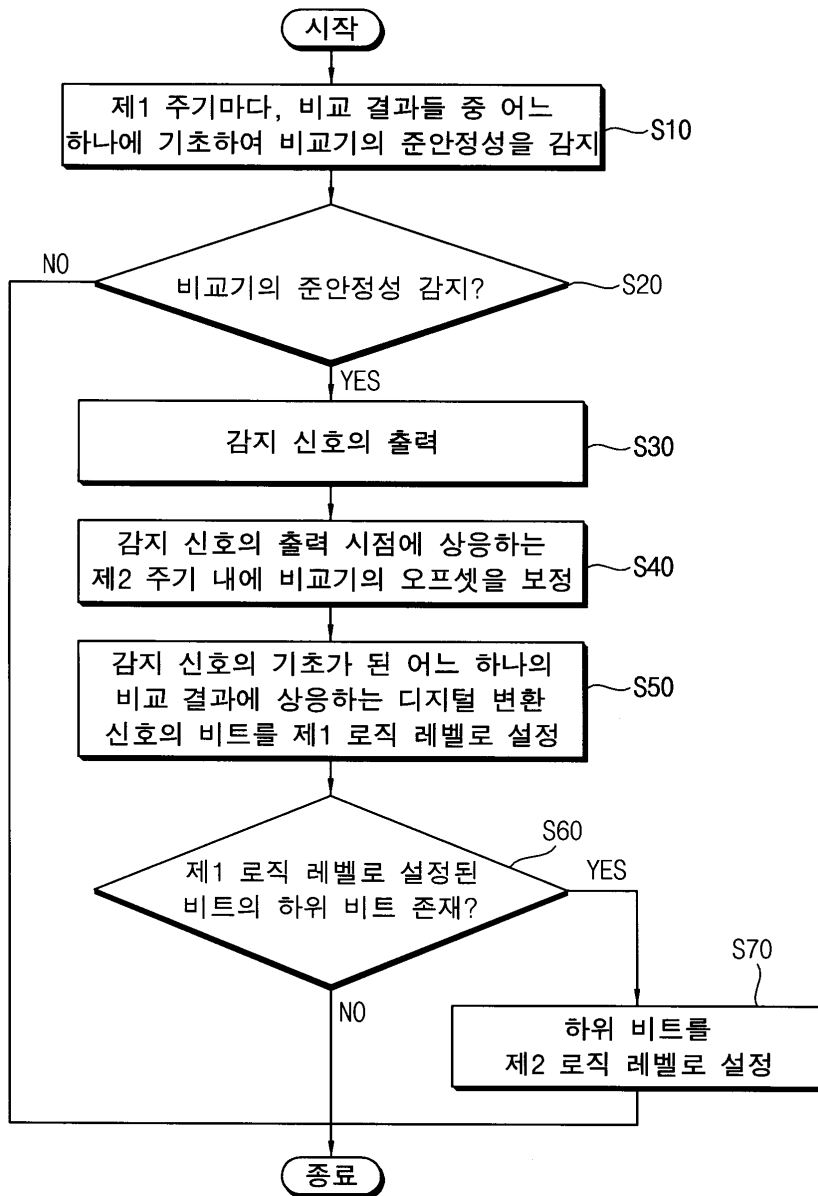 시작
제1 주기마다, 비교 결과들 중 어느
하나에 기초하여 비교기의 준안정성을 감지
S10
NO
비교기의 준안정성 감지?
S20
YES
감지 신호의 출력
S30
감지 신호의 출력 시점에 상응하는
제2 주기 내에 비교기의 오프셋을 보정
S40
감지 신호의 기초가 된 어느 하나의
비교 결과에 상응하는 디지털 변환
신호의 비트를 제1 로직 레벨로 설정
S50
S60
제1 로직 레벨로 설정된
비트의 하위 비트 존재?
YES
S70
NO
하위 비트를
제2 로직 레벨로 설정
종료